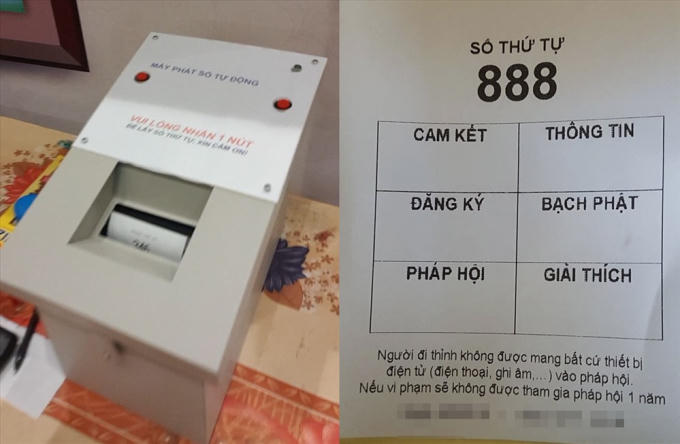 MÁY PHÁT SỐ TỰ ĐỘNG
VUI LÒNG NHẤN 1 NÚT
ĐỂ LẤY SỐ THỨ TỰ, XIN CÁM ƠN!
SỐ THỨ TỰ
888
CAM KẾT
THÔNG TIN
ĐĂNG KÝ
BẠCH PHẬT
PHÁP HỘI
GIẢI THÍCH
Người đi thỉnh không được mang bất cứ thiết bị
điện tử (điện thoại, ghi âm,...) vào pháp hội.
Nếu vi phạm sẽ không được tham gia pháp hội 1 năm